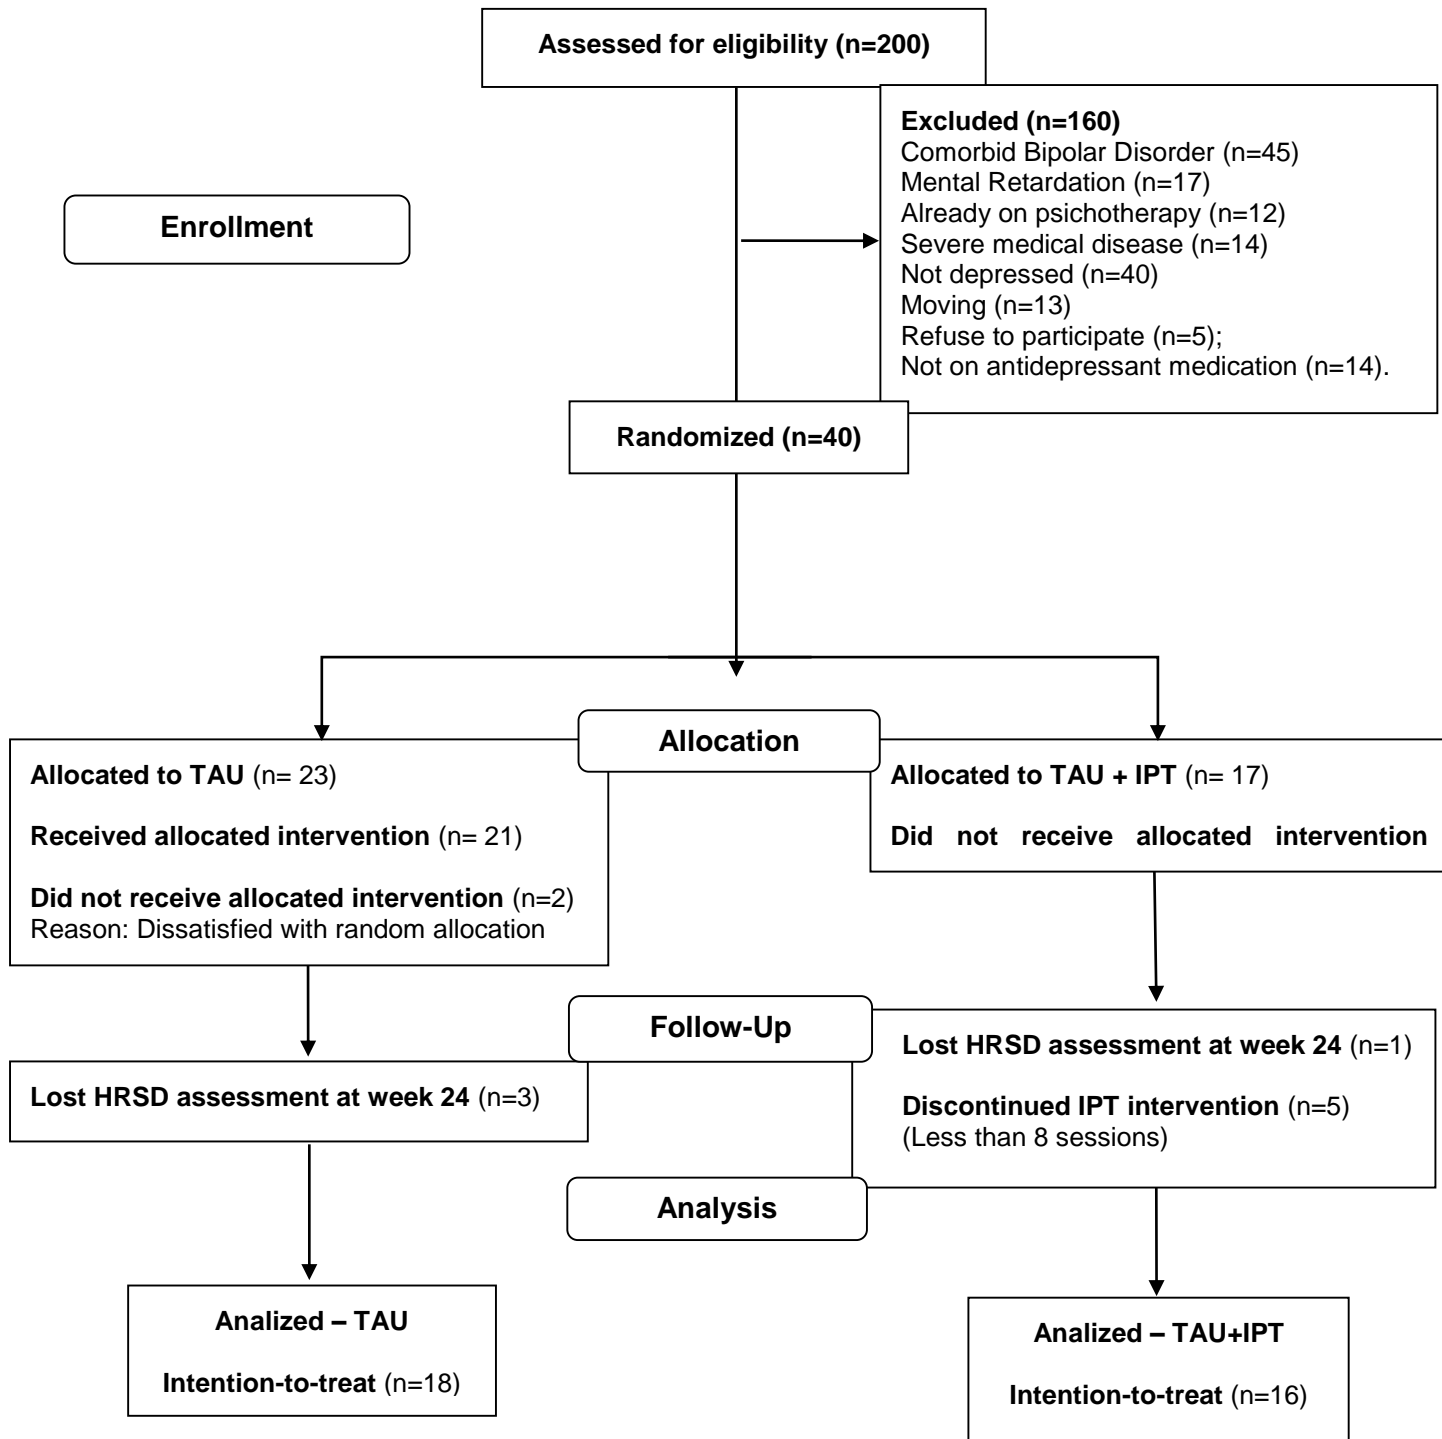 Assessed for eligibility (n=200)
Excluded (n=160)
Comorbid Bipolar Disorder (n=45)
Mental Retardation (n=17)
Already on psichotherapy (n=12)
Severe medical disease (n=14)
Not depressed (n=40)
Moving (n=13)
Refuse to participate (n=5);
Not on antidepressant medication (n=14).
Enrollment
Randomized (n=40)
Allocation
Allocated to TAU (n= 23)
Received allocated intervention (n= 21)
Did not receive allocated intervention (n=2)
Reason: Dissatisfied with random allocation
Allocated to TAU + IPT (n= 17)
Did not receive allocated intervention
Follow-Up
Lost HRSD assessment at week 24 (n=3)
Lost HRSD assessment at week 24 (n=1)
Discontinued IPT intervention (n=5)
(Less than 8 sessions)
Analysis
Analized – TAU
Intention-to-treat (n=18)
Analized – TAU+IPT
Intention-to-treat (n=16)